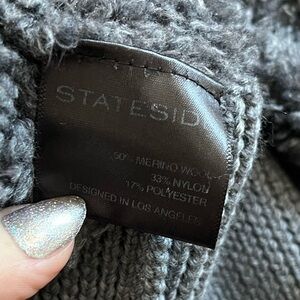 STATESID
50% MERINO WOOL
33% NYLON
17% POLYESTER
DESIGNED IN LOS ANGELES